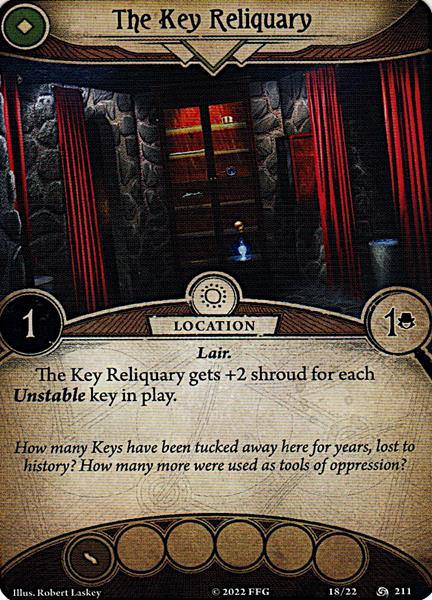 The Key Reliquary
1
1
LOCATION
Lair.
The Key Reliquary gets +2 shroud for each
Unstable key in play.
How many Keys have been tucked away here for years, lost to
history? How many more were used as tools of oppression?
Illus. Robert Laskey
© 2022 FFG
18/22
211